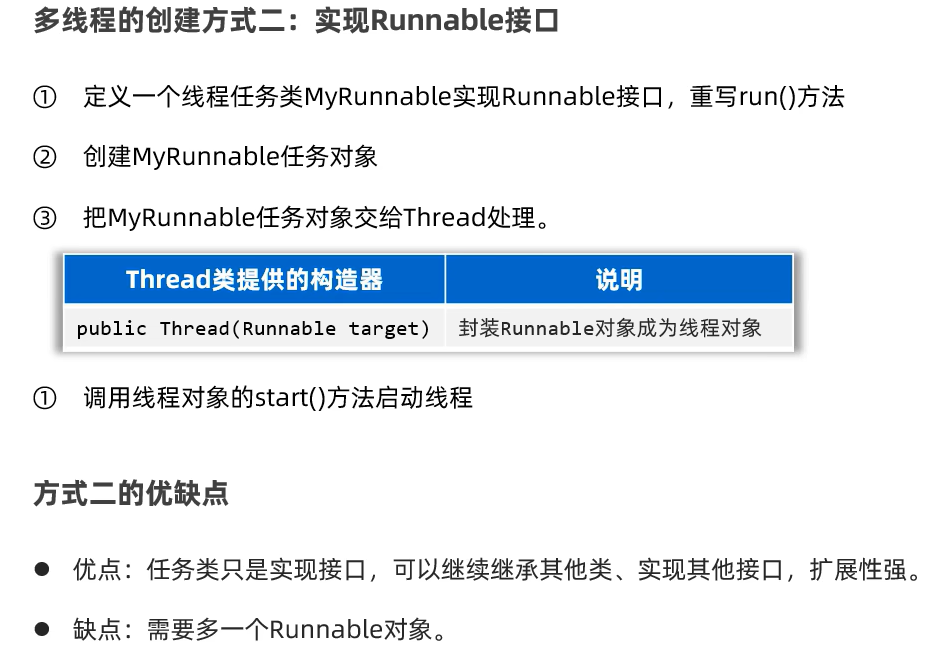 多线程的创建方式二：实现Runnable接口
① 定义一个线程任务类MyRunnable实现Runnable接口，重写run()方法
② 创建MyRunnable任务对象
③ 把MyRunnable任务对象交给Thread处理。
Thread类提供的构造器 说明
public Thread(Runnable target) 封装Runnable对象成为线程对象
① 调用线程对象的start()方法启动线程
方式二的优缺点
● 优点：任务类只是实现接口，可以继续继承其他类、实现其他接口，扩展性强。
● 缺点：需要多一个Runnable对象。